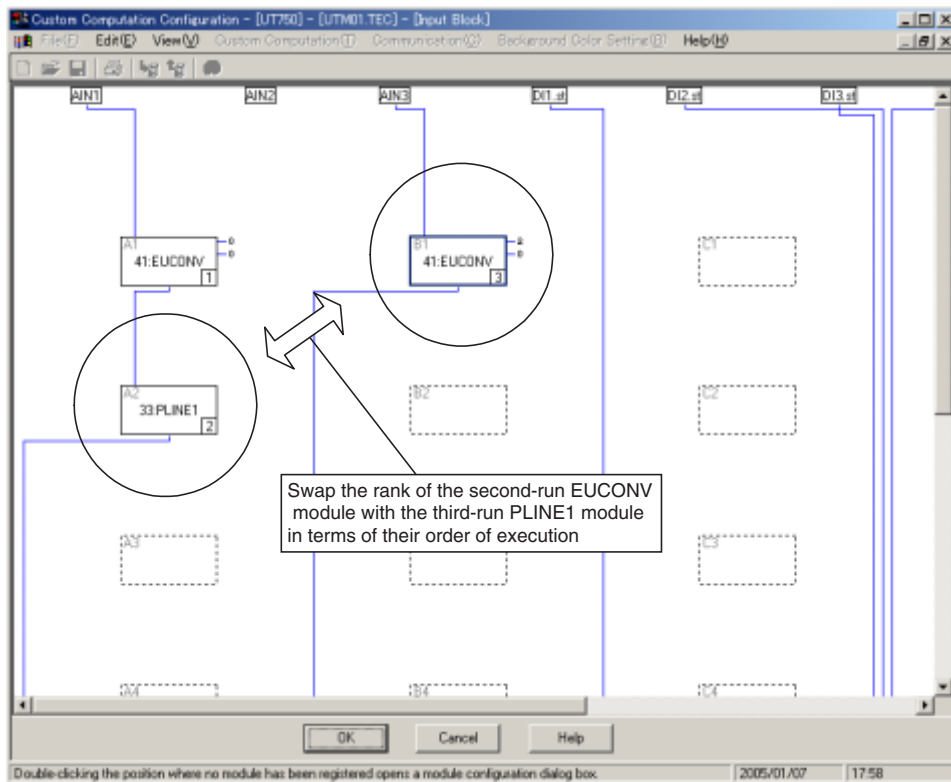 Custom Computation Configuration - [UT750] - [UTM01.TEC] - [Input Block]
File(F) Edit(E) View(V) Custom Computation(T) Communication(C) Background Color Setting(B) Help(H)
AIN1 AIN2 AIN3 DI1.st DI2.st DI3.st
A1
41:EUCONV
1
0
0
B1
41:EUCONV
3
a
0
C1
A2
33:PLINE1
2
B2
C2
Swap the rank of the second-run EUCONV
module with the third-run PLINE1 module
in terms of their order of execution
A3
C3
A4
B4
C4
OK Cancel Help
Double-clicking the position where no module has been registered opens a module configuration dialog box. 2005/01/07 17:58